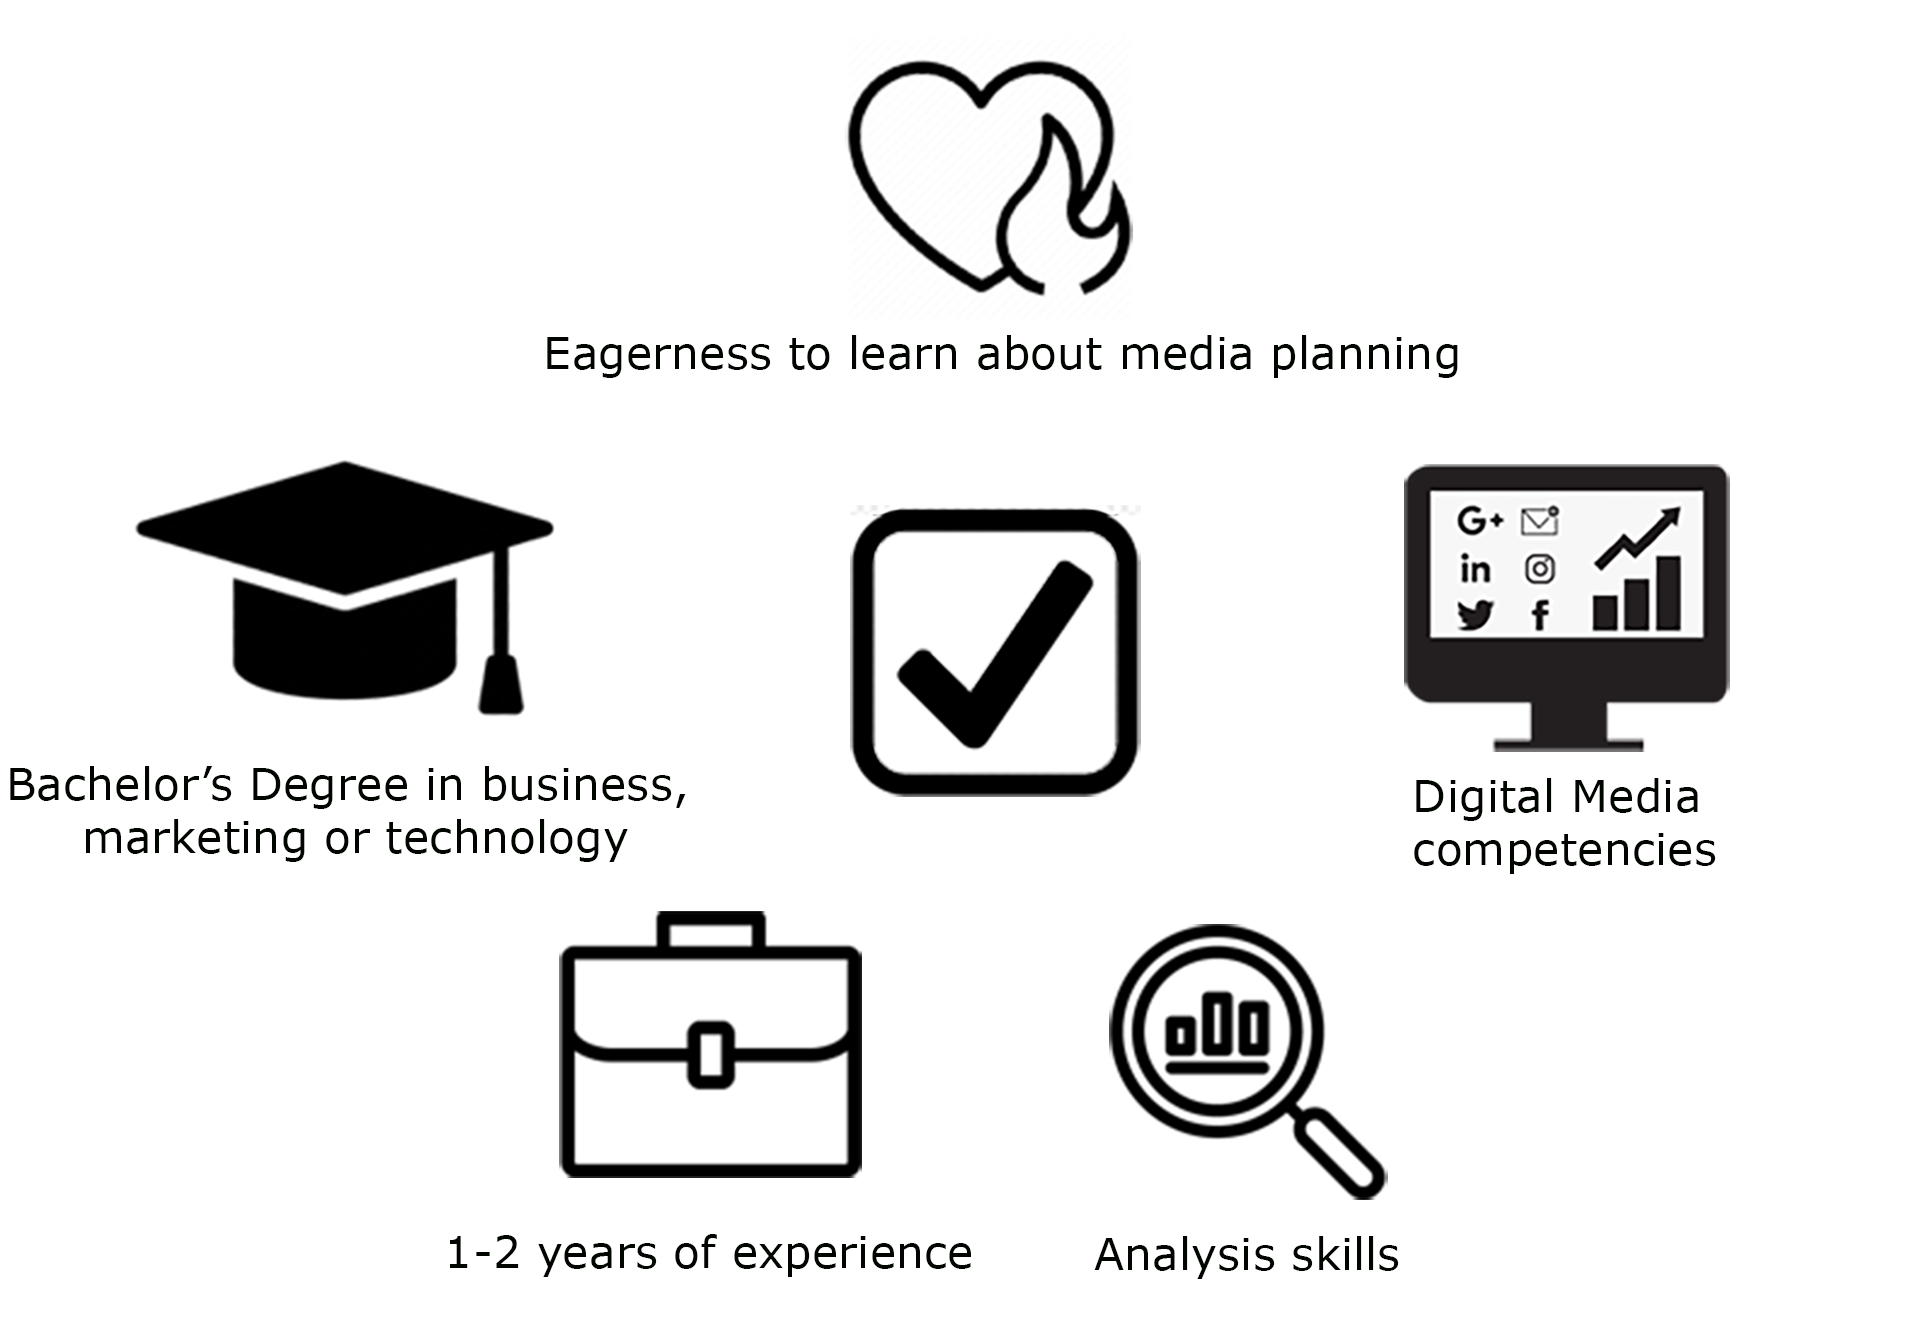 Eagerness to learn about media planning
Bachelor’s Degree in business,
marketing or technology
G+
in
f
Digital Media
competencies
1-2 years of experience
Analysis skills